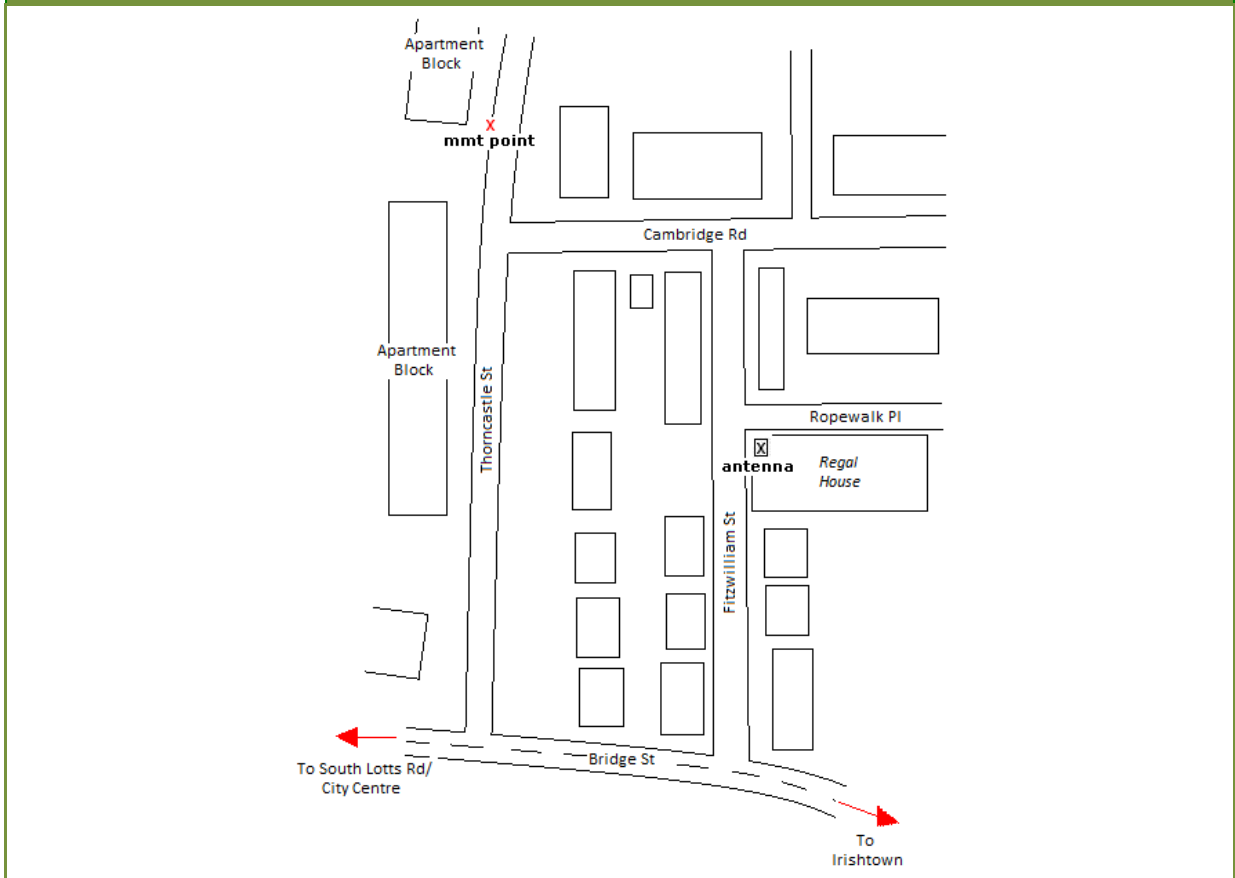 Apartment
Block
X
mmt point
Cambridge Rd
Apartment
Block
Thorncastle St
Ropewalk Pl
X
antenna
Regal
House
Fitzwilliam St
Bridge St
To South Lotts Rd/
City Centre
To
Irishtown